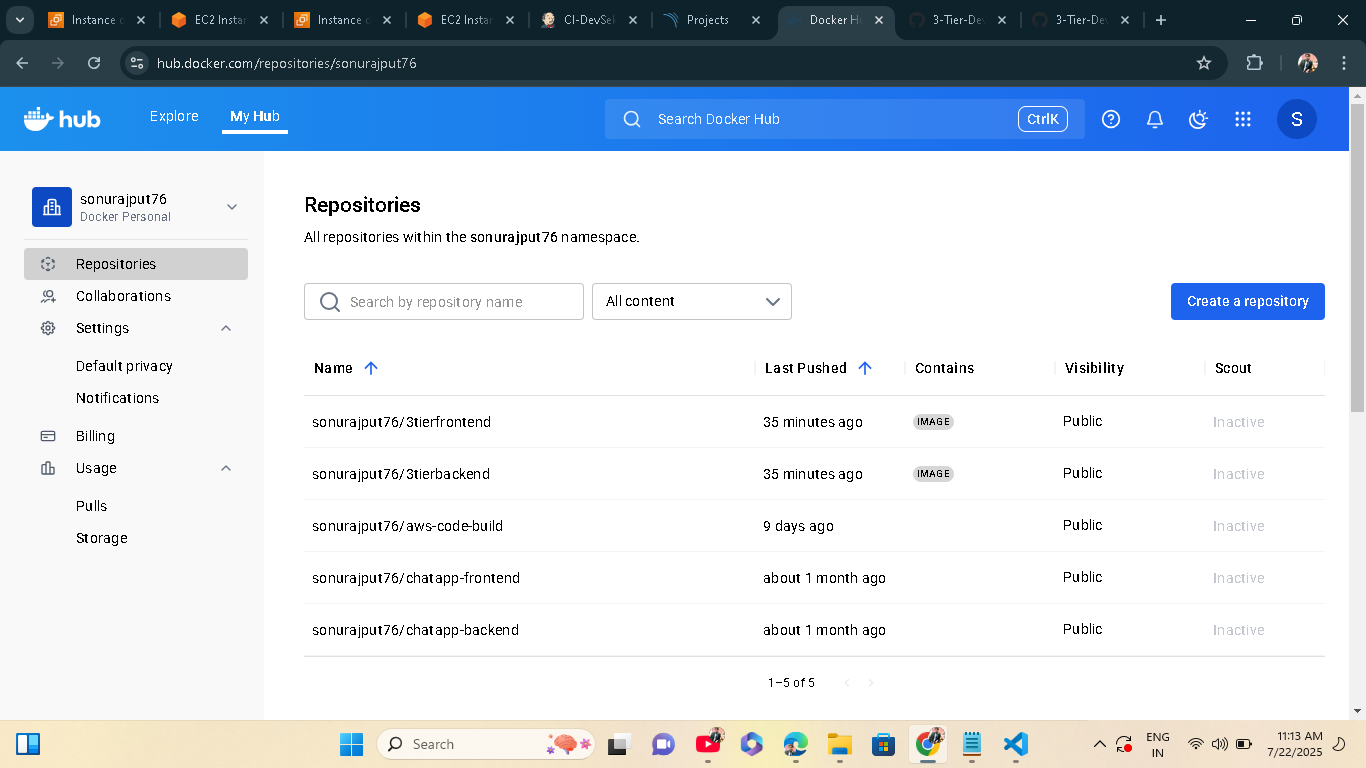 Instance
EC2 Instan
Instance
EC2 Instan
CI-DevSe
Projects
Docker H
3-Tier-Dev
3-Tier-Dev
hub.docker.com/repositories/sonurajput76
hub
Explore
My Hub
Search Docker Hub
CtrlK
S
sonurajput76
Docker Personal
Repositories
Collaborations
Settings
Default privacy
Notifications
Billing
Usage
Pulls
Storage
Repositories
All repositories within the sonurajput76 namespace.
Search by repository name
All content
Create a repository
Name Last Pushed Contains Visibility Scout
sonurajput76/3tierfrontend 35 minutes ago IMAGE Public Inactive
sonurajput76/3tierbackend 35 minutes ago IMAGE Public Inactive
sonurajput76/aws-code-build 9 days ago Public Inactive
sonurajput76/chatapp-frontend about 1 month ago Public Inactive
sonurajput76/chatapp-backend about 1 month ago Public Inactive
1–5 of 5
Search
ENG
IN
11:13 AM
7/22/2025